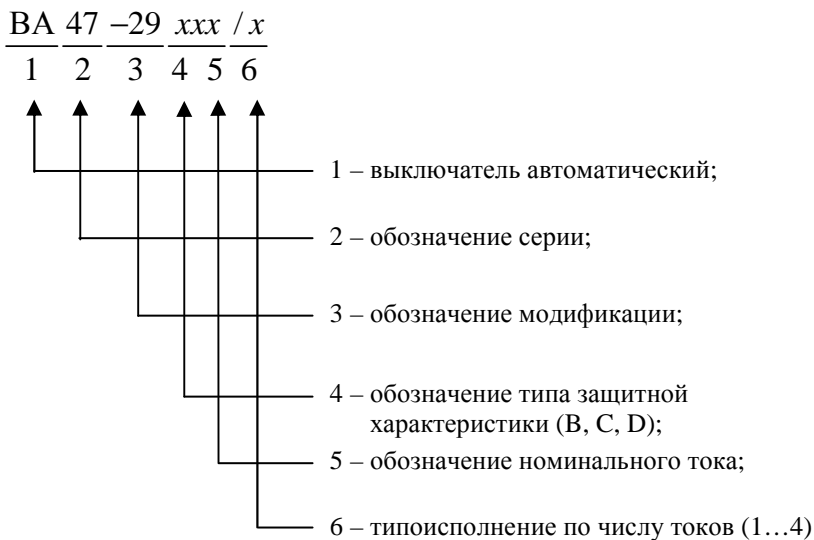 ВА 47 −29 xxx / x
1 2 3 4 5 6
1 – выключатель автоматический;
2 – обозначение серии;
3 – обозначение модификации;
4 – обозначение типа защитной
характеристики (В, С, D);
5 – обозначение номинального тока;
6 – типоисполнение по числу токов (1…4)